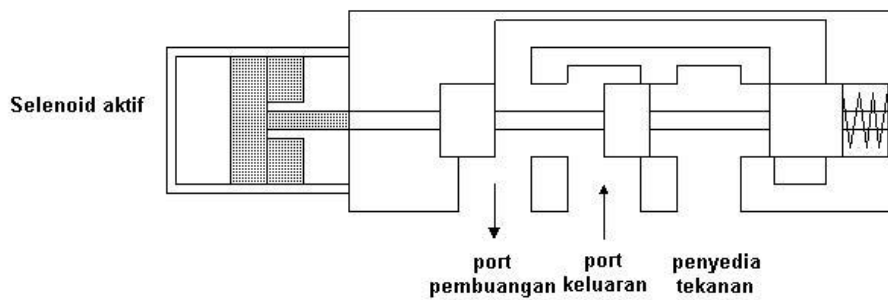 Selenoid aktif
port pembuangan
port keluaran
penyedia tekanan